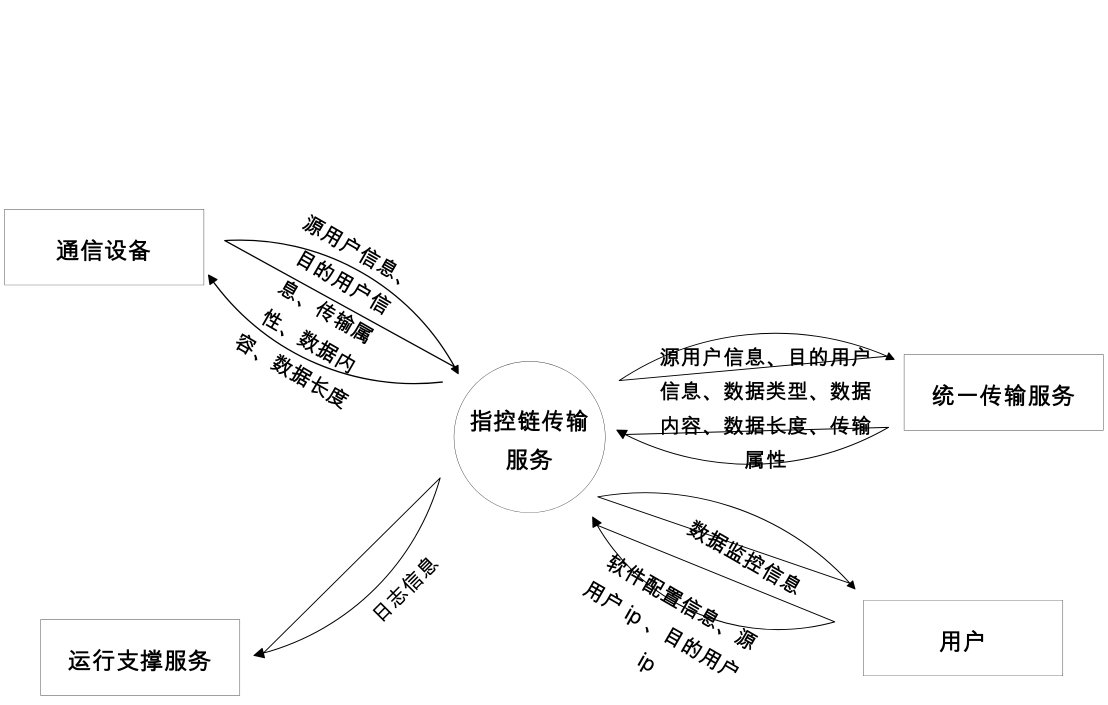 通信设备
源用户信息、
目的用户信
息、传输属
性、数据内
容、数据长度
源用户信息、目的用户
信息、数据类型、数据
内容、数据长度、传输
属性
统一传输服务
指控链传输
服务
数据监控信息
软件配置信息、源
用户 ip 、目的用户
ip
日志信息
用户
运行支撑服务